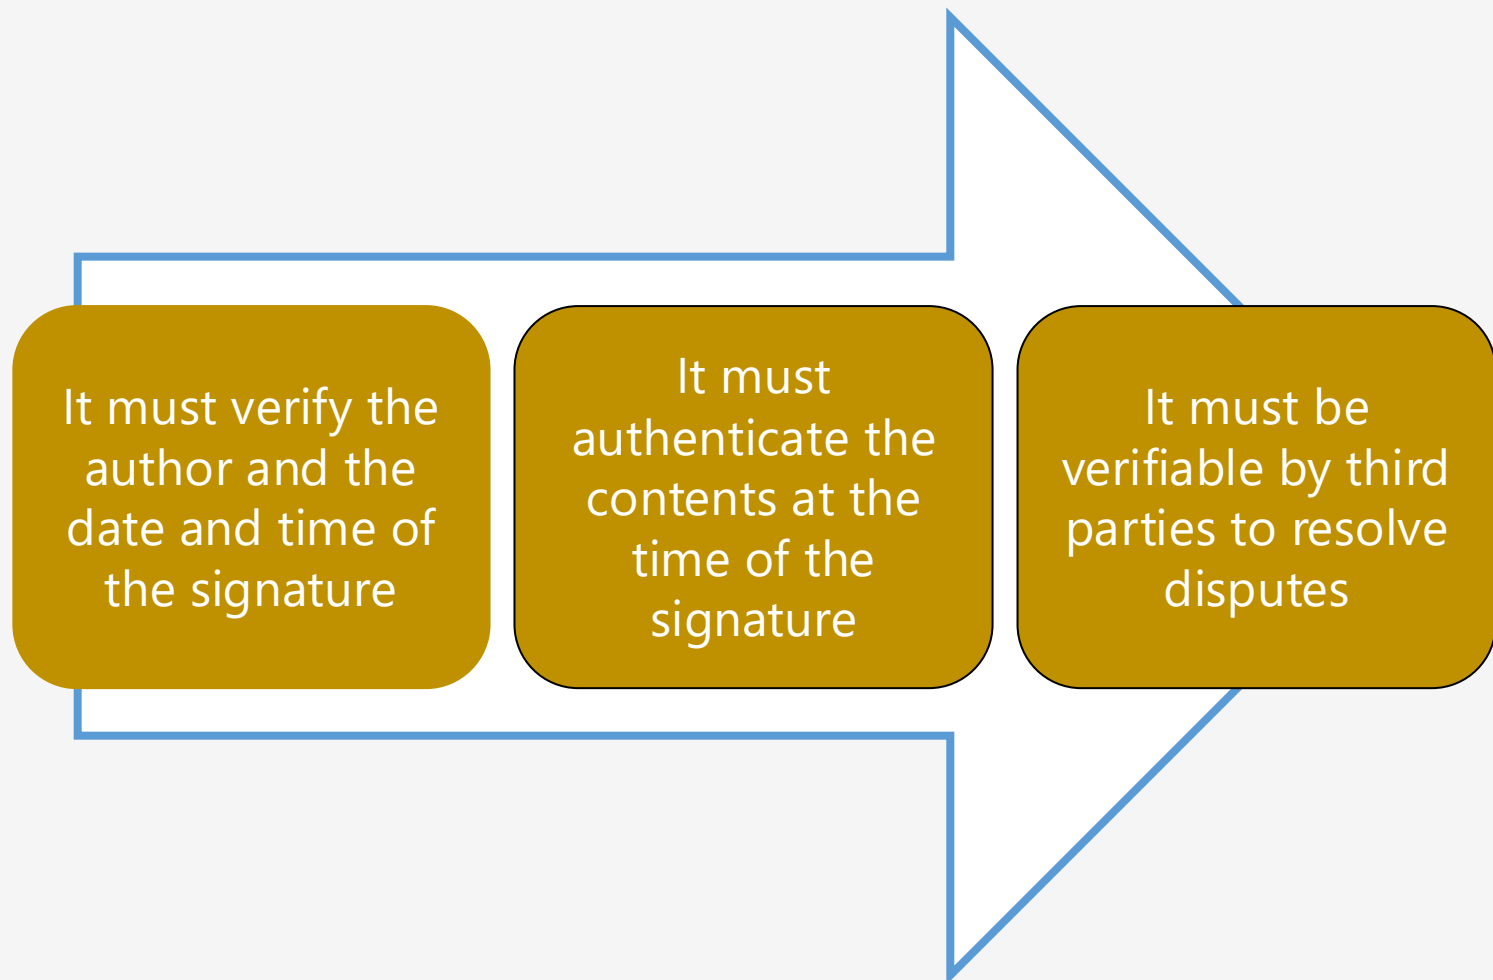 It must verify the
author and the
date and time of
the signature
It must
authenticate the
contents at the
time of the
signature
It must be
verifiable by third
parties to resolve
disputes